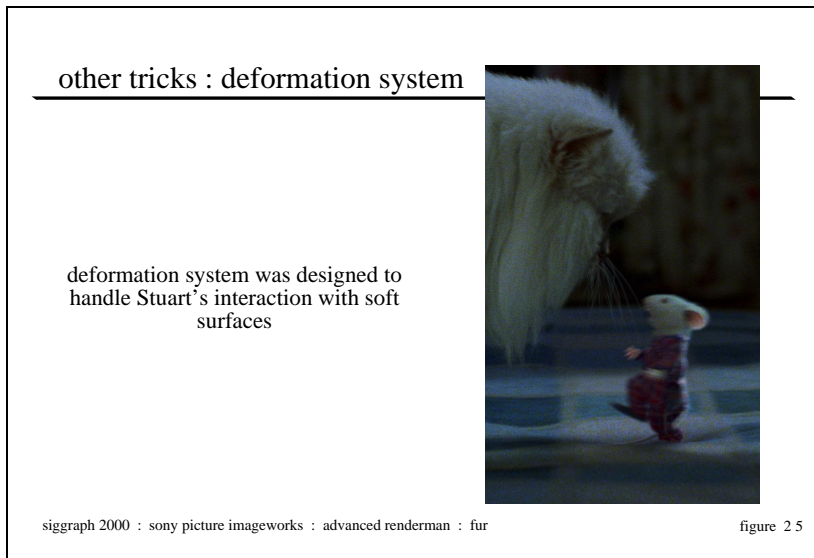 other tricks : deformation system
deformation system was designed to
handle Stuart’s interaction with soft
surfaces
siggraph 2000 : sony picture imageworks : advanced renderman : fur
figure 2 5